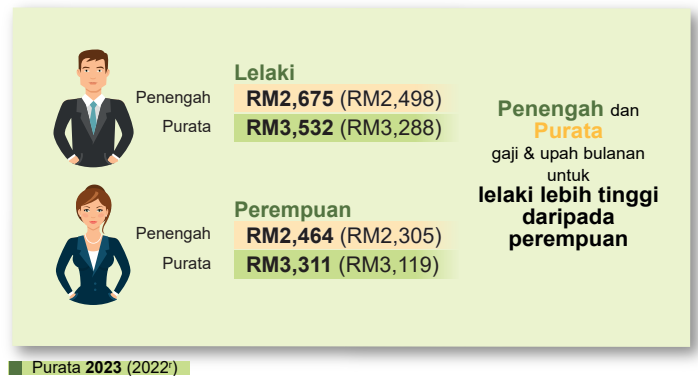 Lelaki
Penengah RM2,675 (RM2,498)
Purata RM3,532 (RM3,288)
Perempuan
Penengah RM2,464 (RM2,305)
Purata RM3,311 (RM3,119)
Penengah dan
Purata
gaji & upah bulanan
untuk
lelaki lebih tinggi
daripada
perempuan
Purata 2023 (2022ʳ)